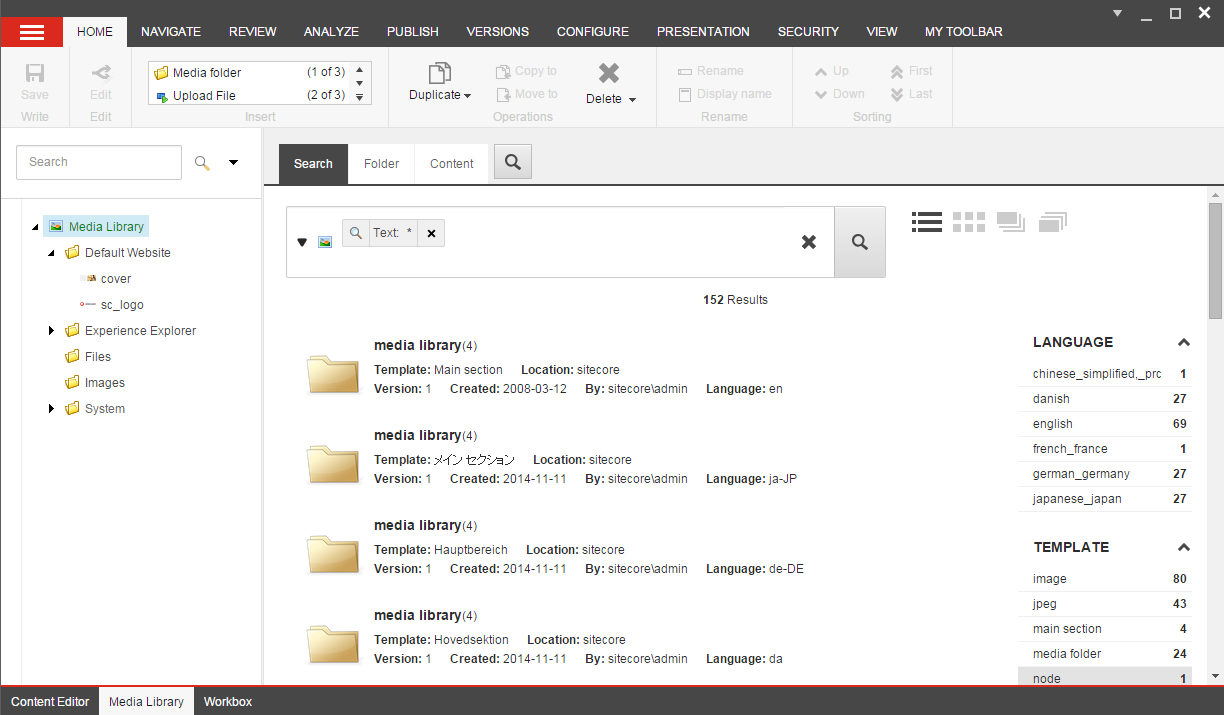 HOME NAVIGATE REVIEW ANALYZE PUBLISH VERSIONS CONFIGURE PRESENTATION SECURITY VIEW MY TOOLBAR
Save
Write
Edit
Edit
Media folder (1 of 3)
Upload File (2 of 3)
Insert
Duplicate
Copy to
Move to
Delete
Operations
Rename
Display name
Rename
Up First
Down Last
Sorting
Search
Media Library
Default Website
cover
sc_logo
Experience Explorer
Files
Images
System
Search Folder Content
Text: *
152 Results
media library(4)
Template: Main section Location: sitecore
Version: 1 Created: 2008-03-12 By: sitecore\admin Language: en
media library(4)
Template: メイン セクション Location: sitecore
Version: 1 Created: 2014-11-11 By: sitecore\admin Language: ja-JP
media library(4)
Template: Hauptbereich Location: sitecore
Version: 1 Created: 2014-11-11 By: sitecore\admin Language: de-DE
media library(4)
Template: Hovedsektion Location: sitecore
Version: 1 Created: 2014-11-11 By: sitecore\admin Language: da
LANGUAGE
chinese_simplified,_prc 1
danish 27
english 69
french_france 1
german_germany 27
japanese_japan 27
TEMPLATE
image 80
jpeg 43
main section 4
media folder 24
node 1
Content Editor Media Library Workbox